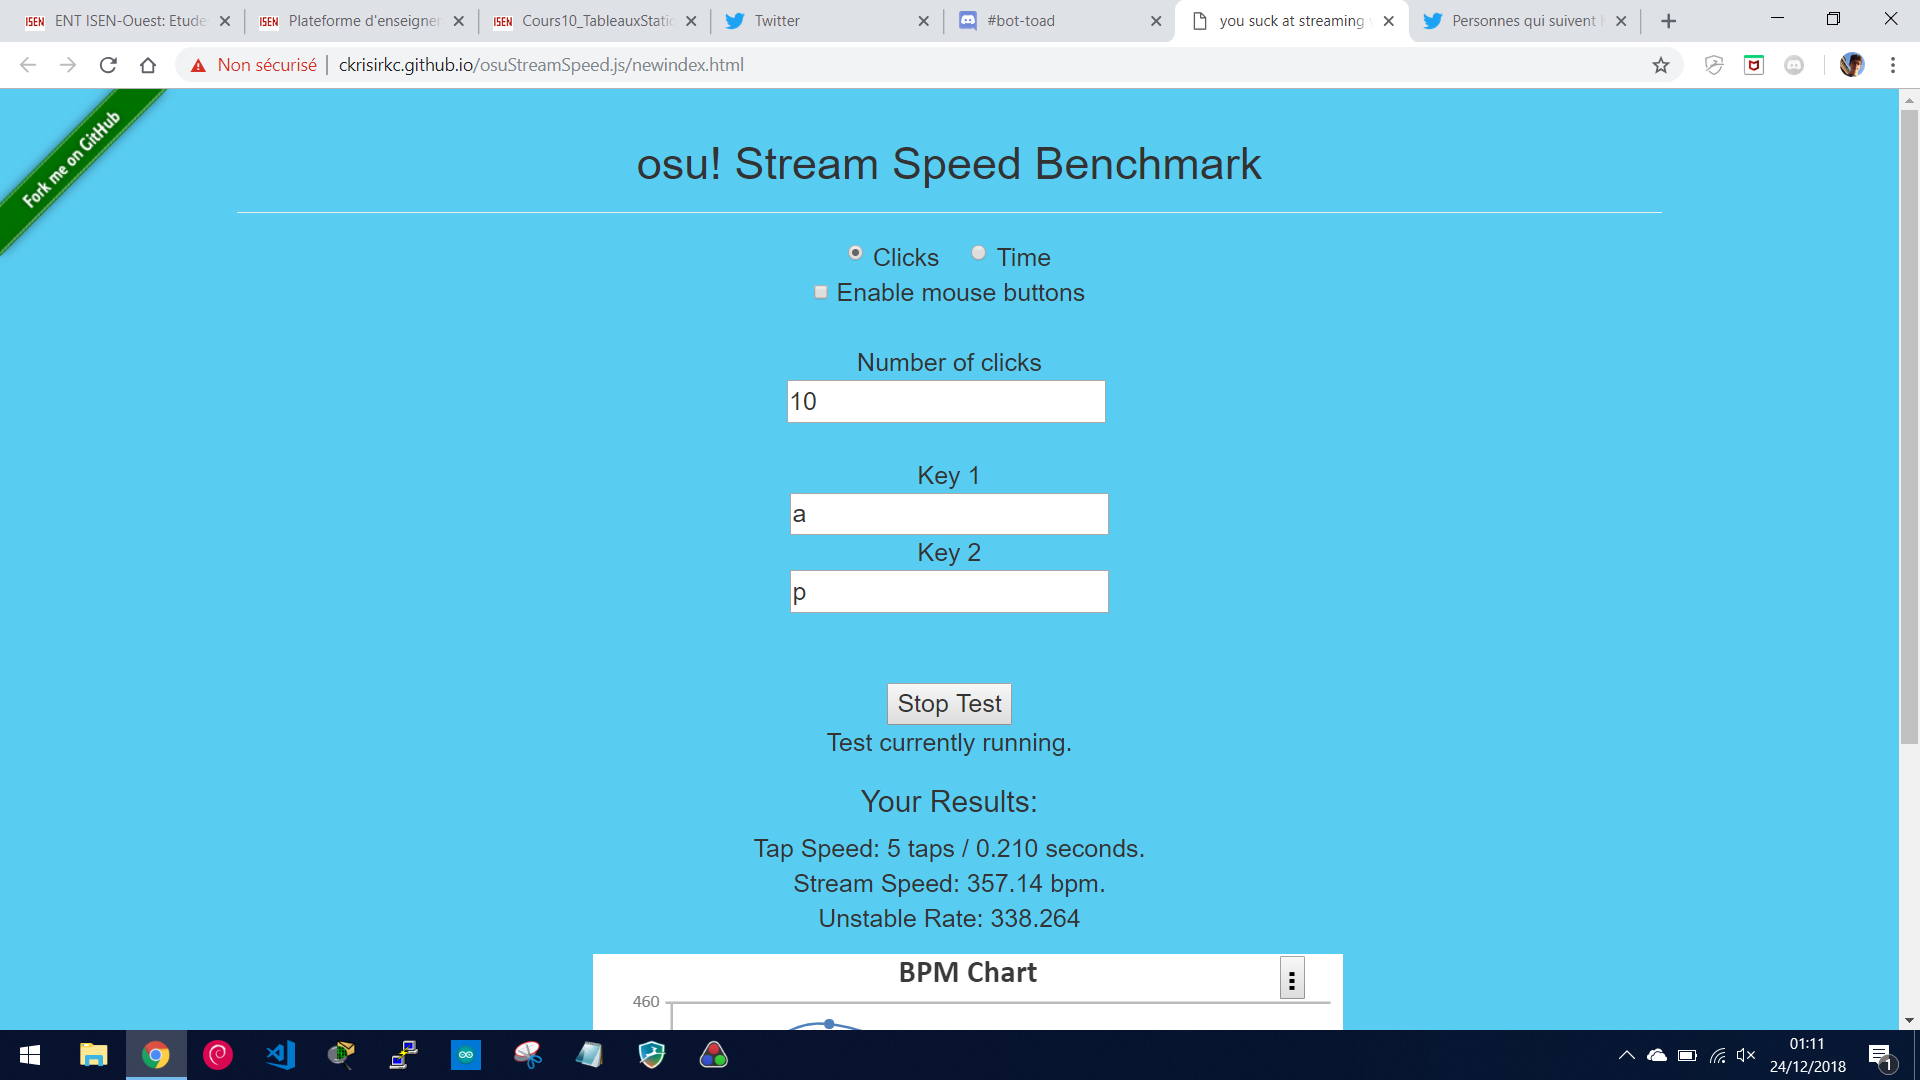 ISEN ENT ISEN-Ouest: Etude
ISEN Plateforme d'enseigner
ISEN Cours10_TableauxStatic
Twitter
#bot-toad
you suck at streaming
Personnes qui suivent
Non sécurisé
ckrisirkc.github.io/osuStreamSpeed.js/newindex.html
Fork me on GitHub
osu! Stream Speed Benchmark
Clicks Time
Enable mouse buttons
Number of clicks
10
Key 1
a
Key 2
p
Stop Test
Test currently running.
Your Results:
Tap Speed: 5 taps / 0.210 seconds.
Stream Speed: 357.14 bpm.
Unstable Rate: 338.264
BPM Chart
460
01:11
24/12/2018
1